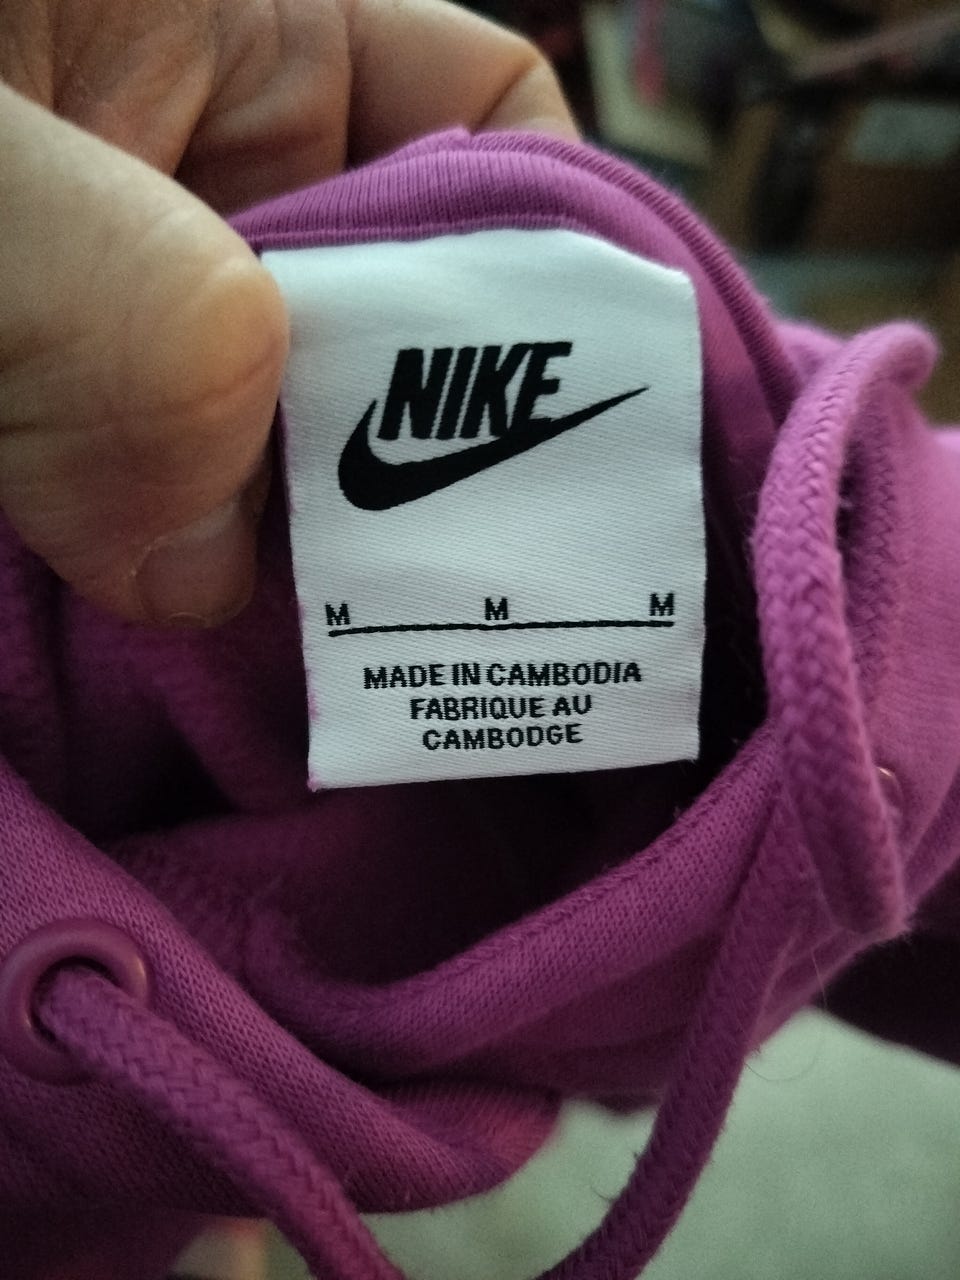 NIKE
M M M
MADE IN CAMBODIA
FABRIQUE AU
CAMBODGE